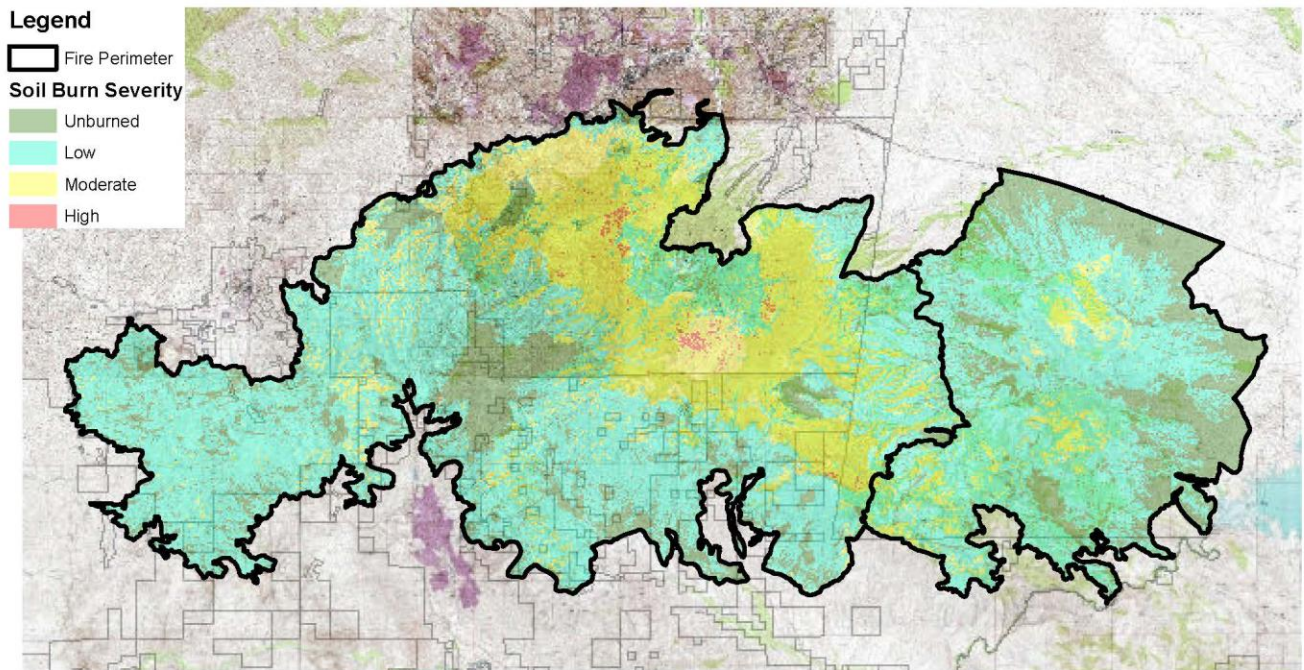 Legend
Fire Perimeter
Soil Burn Severity
Unburned
Low
Moderate
High